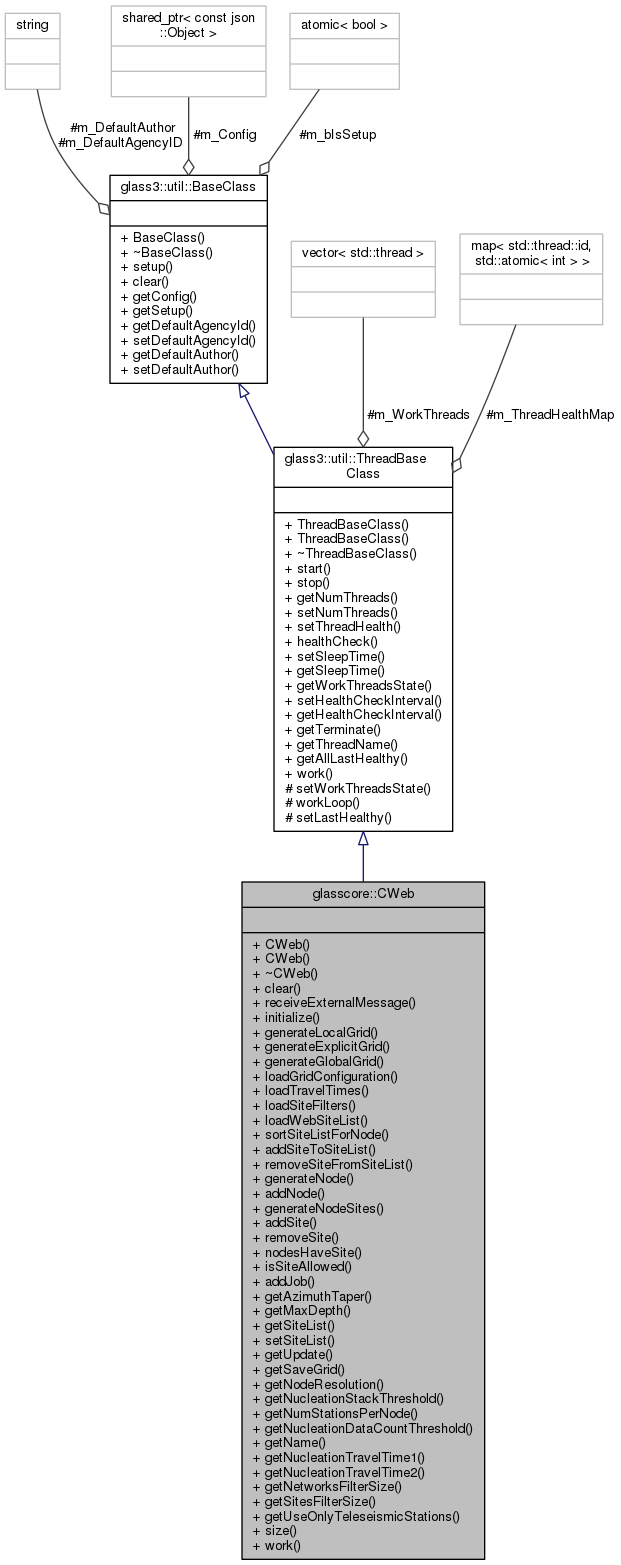 string
shared_ptr< const json
::Object >
atomic< bool >
#m_DefaultAuthor
#m_DefaultAgencyID
#m_Config
#m_bIsSetup
glass3::util::BaseClass
+ BaseClass()
+ ~BaseClass()
+ setup()
+ clear()
+ getConfig()
+ getSetup()
+ getDefaultAgencyId()
+ setDefaultAgencyId()
+ getDefaultAuthor()
+ setDefaultAuthor()
vector< std::thread >
map< std::thread::id,
std::atomic< int > >
#m_WorkThreads
#m_ThreadHealthMap
glass3::util::ThreadBase
Class
+ ThreadBaseClass()
+ ThreadBaseClass()
+ ~ThreadBaseClass()
+ start()
+ stop()
+ getNumThreads()
+ setNumThreads()
+ setThreadHealth()
+ healthCheck()
+ setSleepTime()
+ getSleepTime()
+ getWorkThreadsState()
+ setHealthCheckInterval()
+ getHealthCheckInterval()
+ getTerminate()
+ getThreadName()
+ getAllLastHealthy()
+ work()
# setWorkThreadsState()
# workLoop()
# setLastHealthy()
glasscore::CWeb
+ CWeb()
+ CWeb()
+ ~CWeb()
+ clear()
+ receiveExternalMessage()
+ initialize()
+ generateLocalGrid()
+ generateExplicitGrid()
+ generateGlobalGrid()
+ loadGridConfiguration()
+ loadTravelTimes()
+ loadSiteFilters()
+ loadWebSiteList()
+ sortSiteListForNode()
+ addSiteToSiteList()
+ removeSiteFromSiteList()
+ generateNode()
+ addNode()
+ generateNodeSites()
+ addSite()
+ removeSite()
+ nodesHaveSite()
+ isSiteAllowed()
+ addJob()
+ getAzimuthTaper()
+ getMaxDepth()
+ getSiteList()
+ setSiteList()
+ getUpdate()
+ getSaveGrid()
+ getNodeResolution()
+ getNucleationStackThreshold()
+ getNumStationsPerNode()
+ getNucleationDataCountThreshold()
+ getName()
+ getNucleationTravelTime1()
+ getNucleationTravelTime2()
+ getNetworksFilterSize()
+ getSitesFilterSize()
+ getUseOnlyTeleseismicStations()
+ size()
+ work()